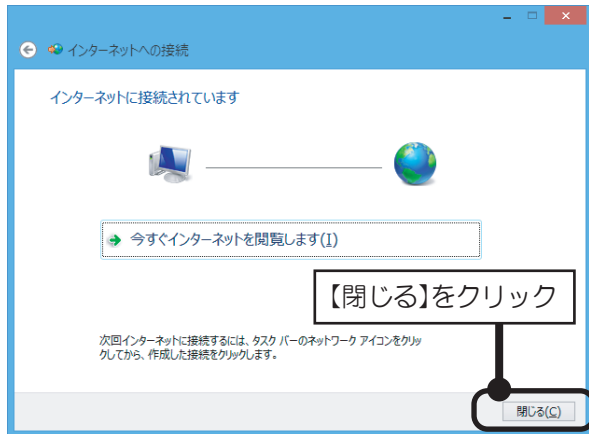 インターネットへの接続
インターネットに接続されています
今すぐインターネットを閲覧します(I)
【閉じる】をクリック
次回インターネットに接続するには、タスク バーのネットワーク アイコンをクリッ
クしてから、作成した接続をクリックします。
閉じる(C)